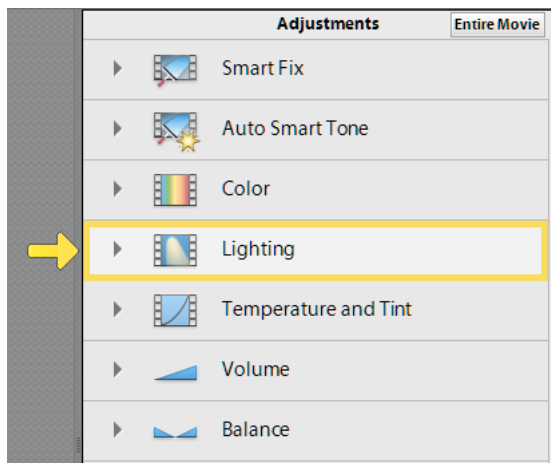 Adjustments
Entire Movie
Smart Fix
Auto Smart Tone
Color
Lighting
Temperature and Tint
Volume
Balance